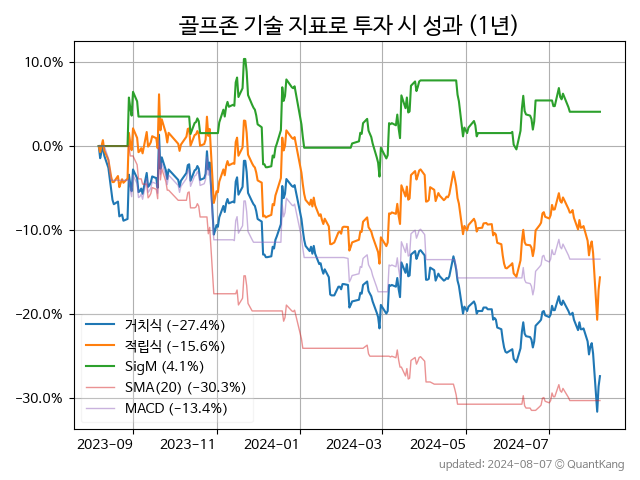 골프존 기술 지표로 투자 시 성과 (1년)
10.0%
0.0%
−10.0%
−20.0%
−30.0%
거치식 (−27.4%)
적립식 (−15.6%)
SigM (4.1%)
SMA(20) (−30.3%)
MACD (−13.4%)
2023-09 2023-11 2024-01 2024-03 2024-05 2024-07
updated: 2024-08-07 © QuantKang